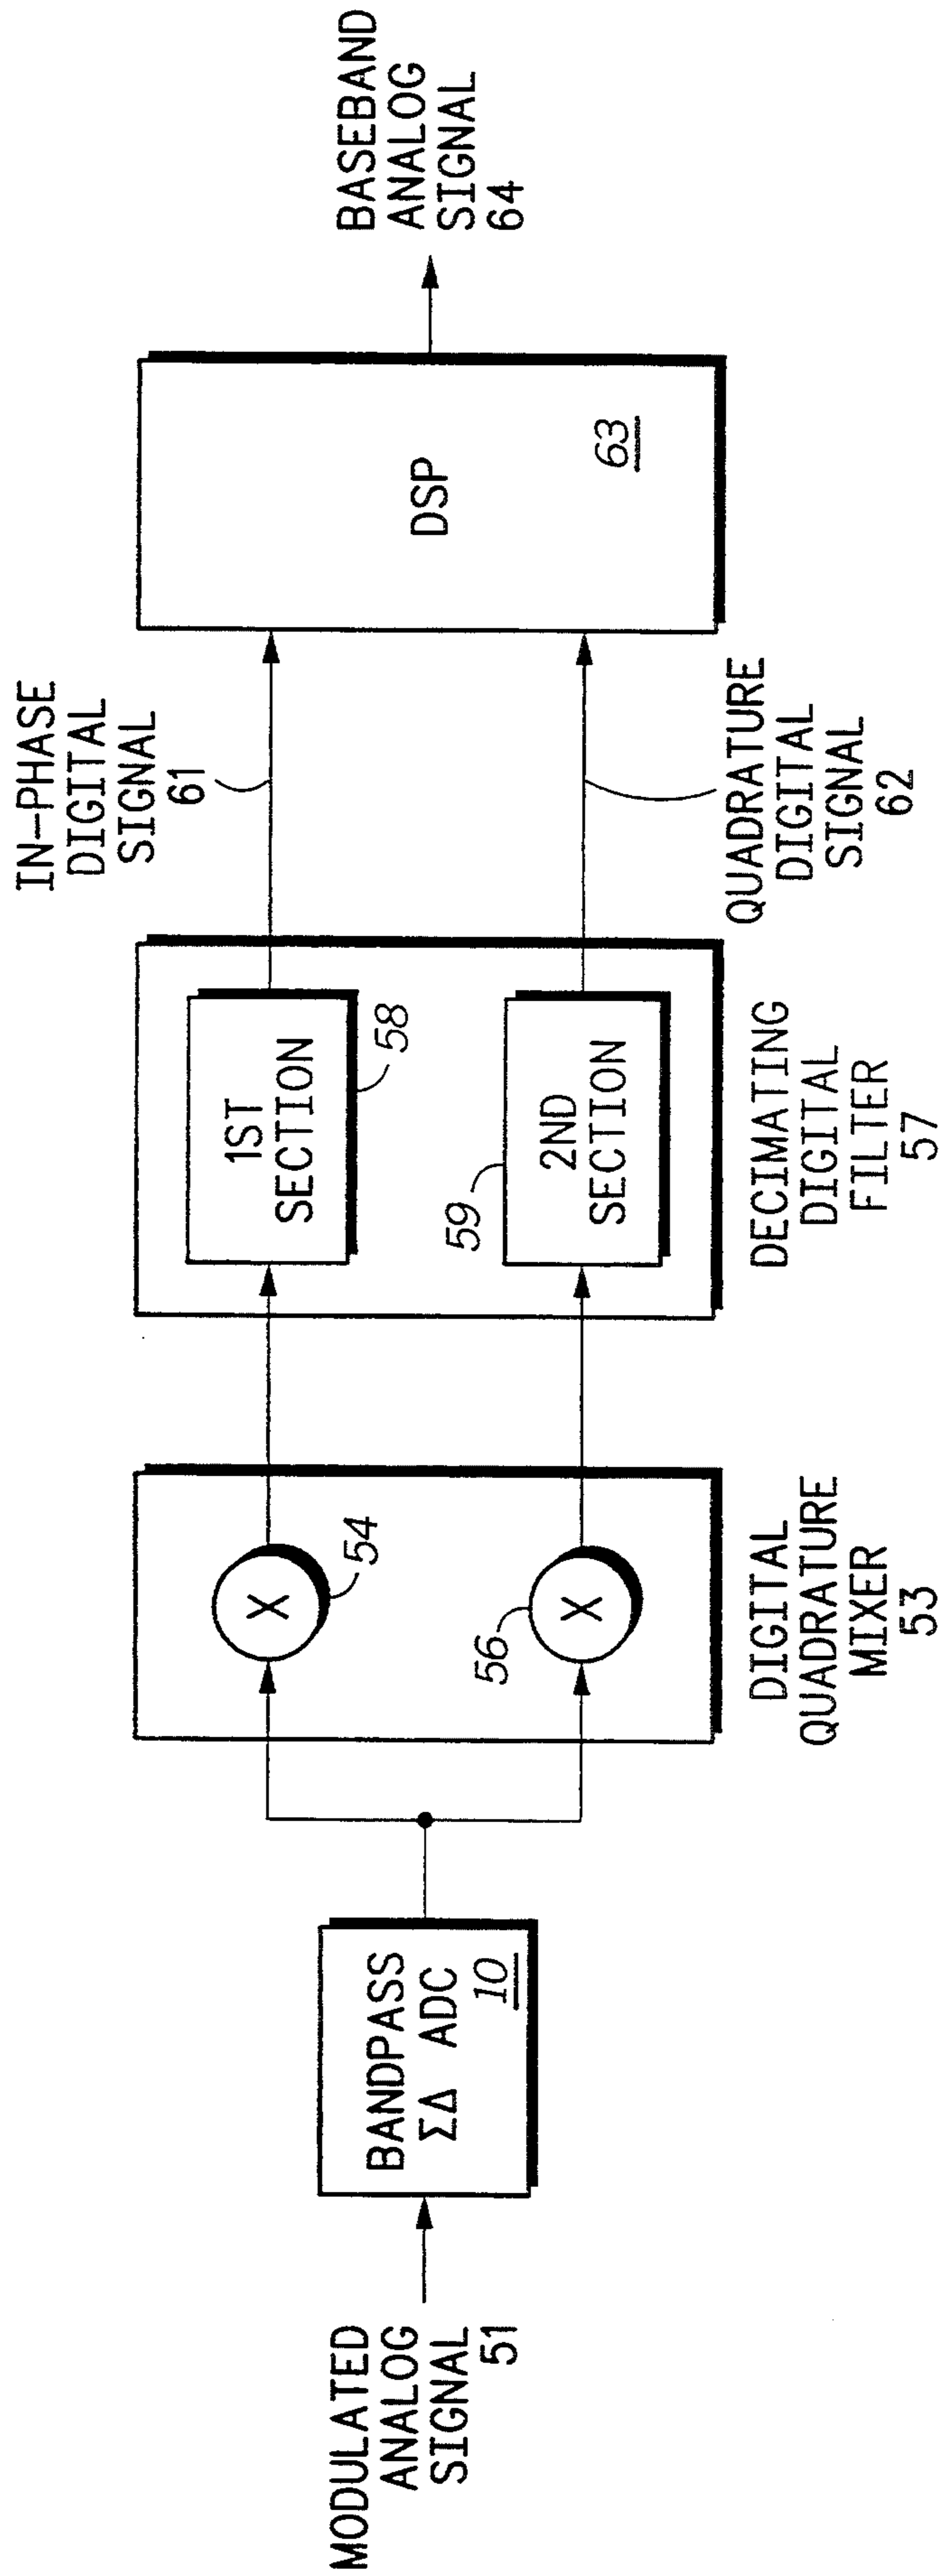 MODULATED
ANALOG
SIGNAL
51
BANDPASS
ΣΔ ADC
10
X
54
56
X
DIGITAL
QUADRATURE
MIXER
53
1ST
SECTION
58
59
2ND
SECTION
DECIMATING
DIGITAL
FILTER
57
IN-PHASE
DIGITAL
SIGNAL
61
QUADRATURE
DIGITAL
SIGNAL
62
DSP
63
BASEBAND
ANALOG
SIGNAL
64